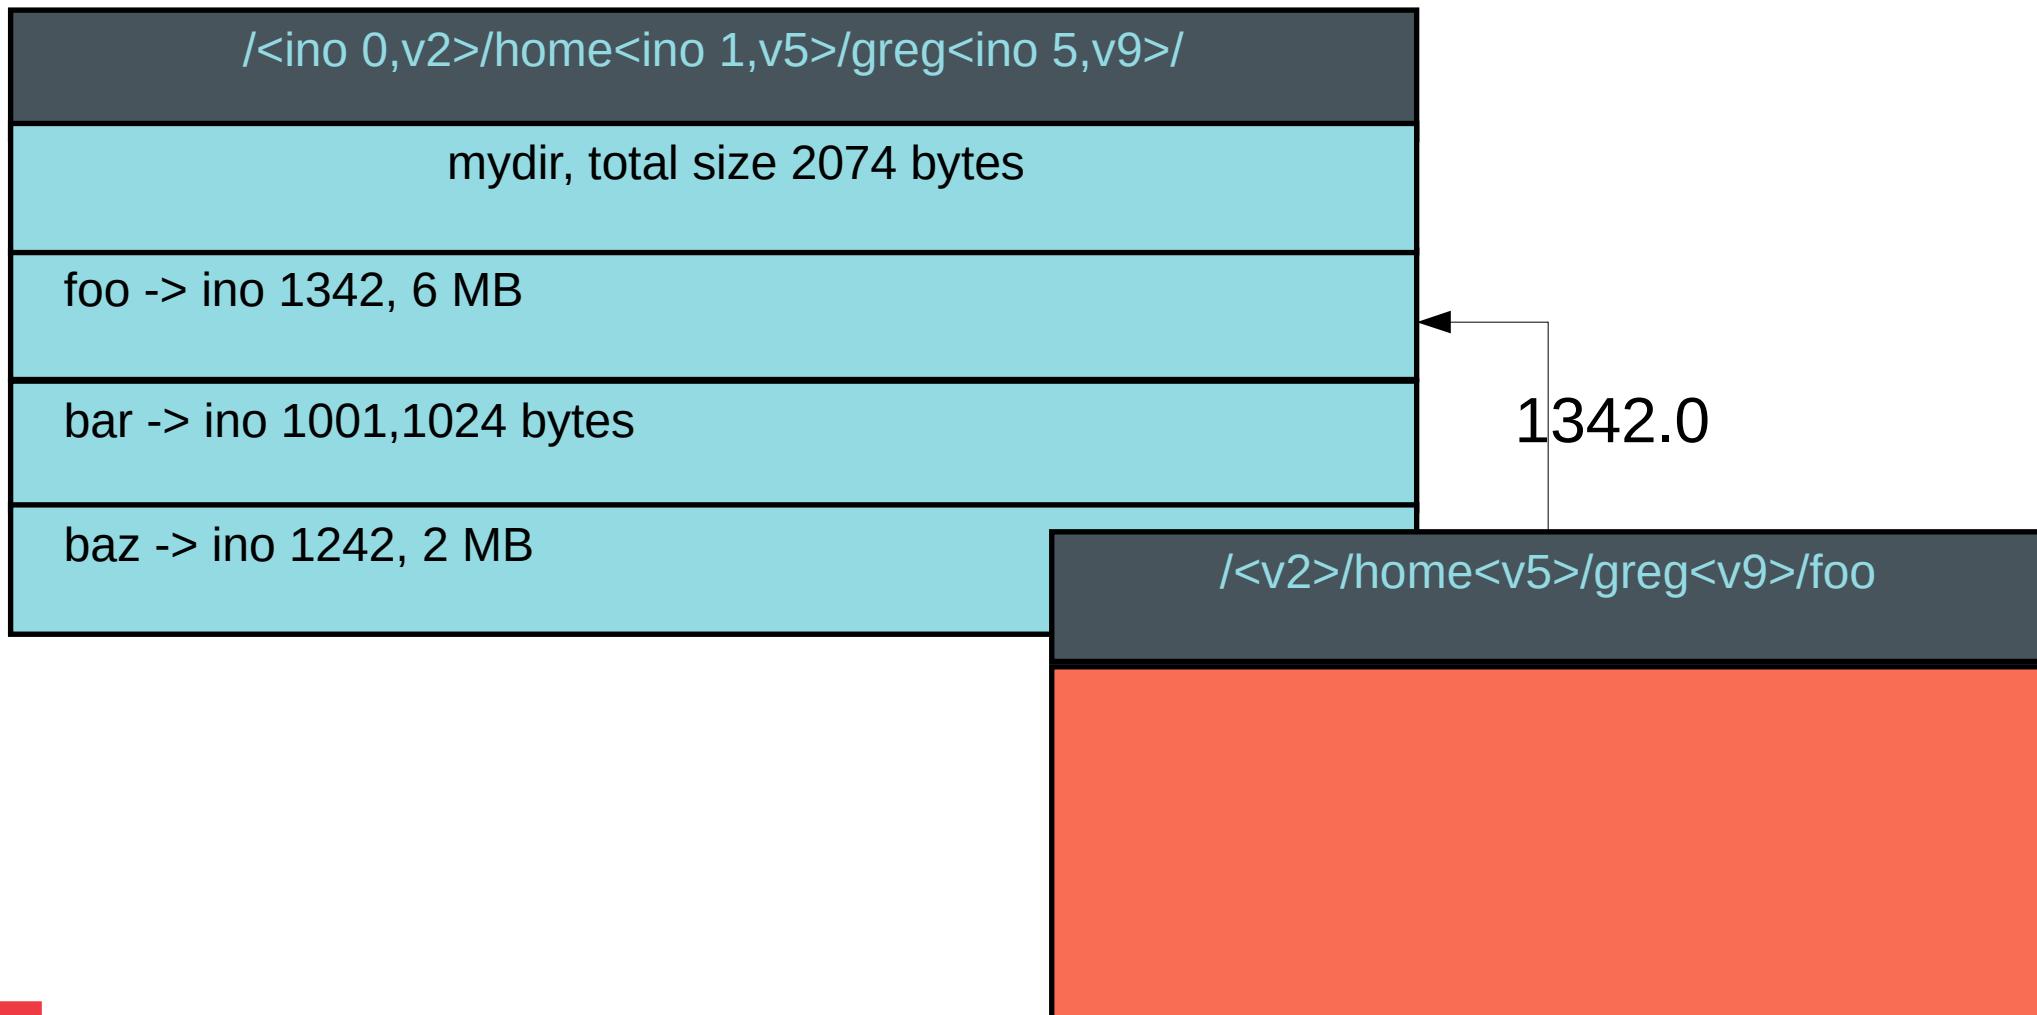 /<ino 0,v2>/home<ino 1,v5>/greg<ino 5,v9>/
mydir, total size 2074 bytes
foo -> ino 1342, 6 MB
bar -> ino 1001,1024 bytes
baz -> ino 1242, 2 MB
1342.0
/<v2>/home<v5>/greg<v9>/foo